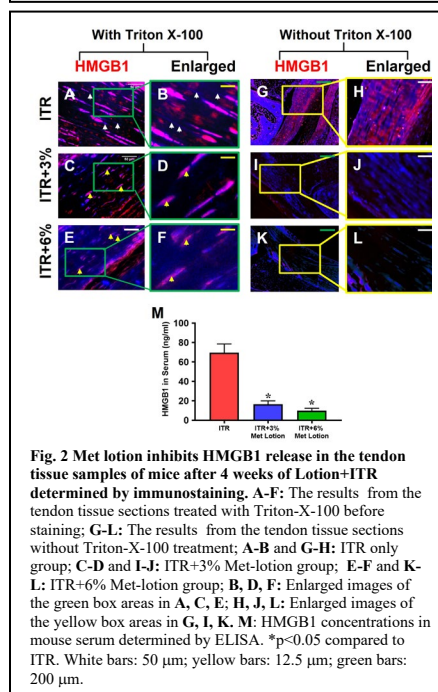 With Triton X-100
Without Triton X-100
HMGB1 Enlarged HMGB1 Enlarged
ITR
A B G H
ITR+3%
C D I J
ITR+6%
E F K L
M
HMGB1 in Serum (ng/ml)
100
80
60
40
20
0
* *
ITR ITR+3% Met Lotion ITR+6% Met Lotion
Fig. 2 Met lotion inhibits HMGB1 release in the tendon
tissue samples of mice after 4 weeks of Lotion+ITR
determined by immunostaining. A-F: The results from the
tendon tissue sections treated with Triton-X-100 before
staining; G-L: The results from the tendon tissue sections
without Triton-X-100 treatment; A-B and G-H: ITR only
group; C-D and I-J: ITR+3% Met-lotion group; E-F and K-
L: ITR+6% Met-lotion group; B, D, F: Enlarged images of
the green box areas in A, C, E; H, J, L: Enlarged images of
the yellow box areas in G, I, K. M: HMGB1 concentrations in
mouse serum determined by ELISA. *p<0.05 compared to
ITR. White bars: 50 μm; yellow bars: 12.5 μm; green bars:
200 μm.